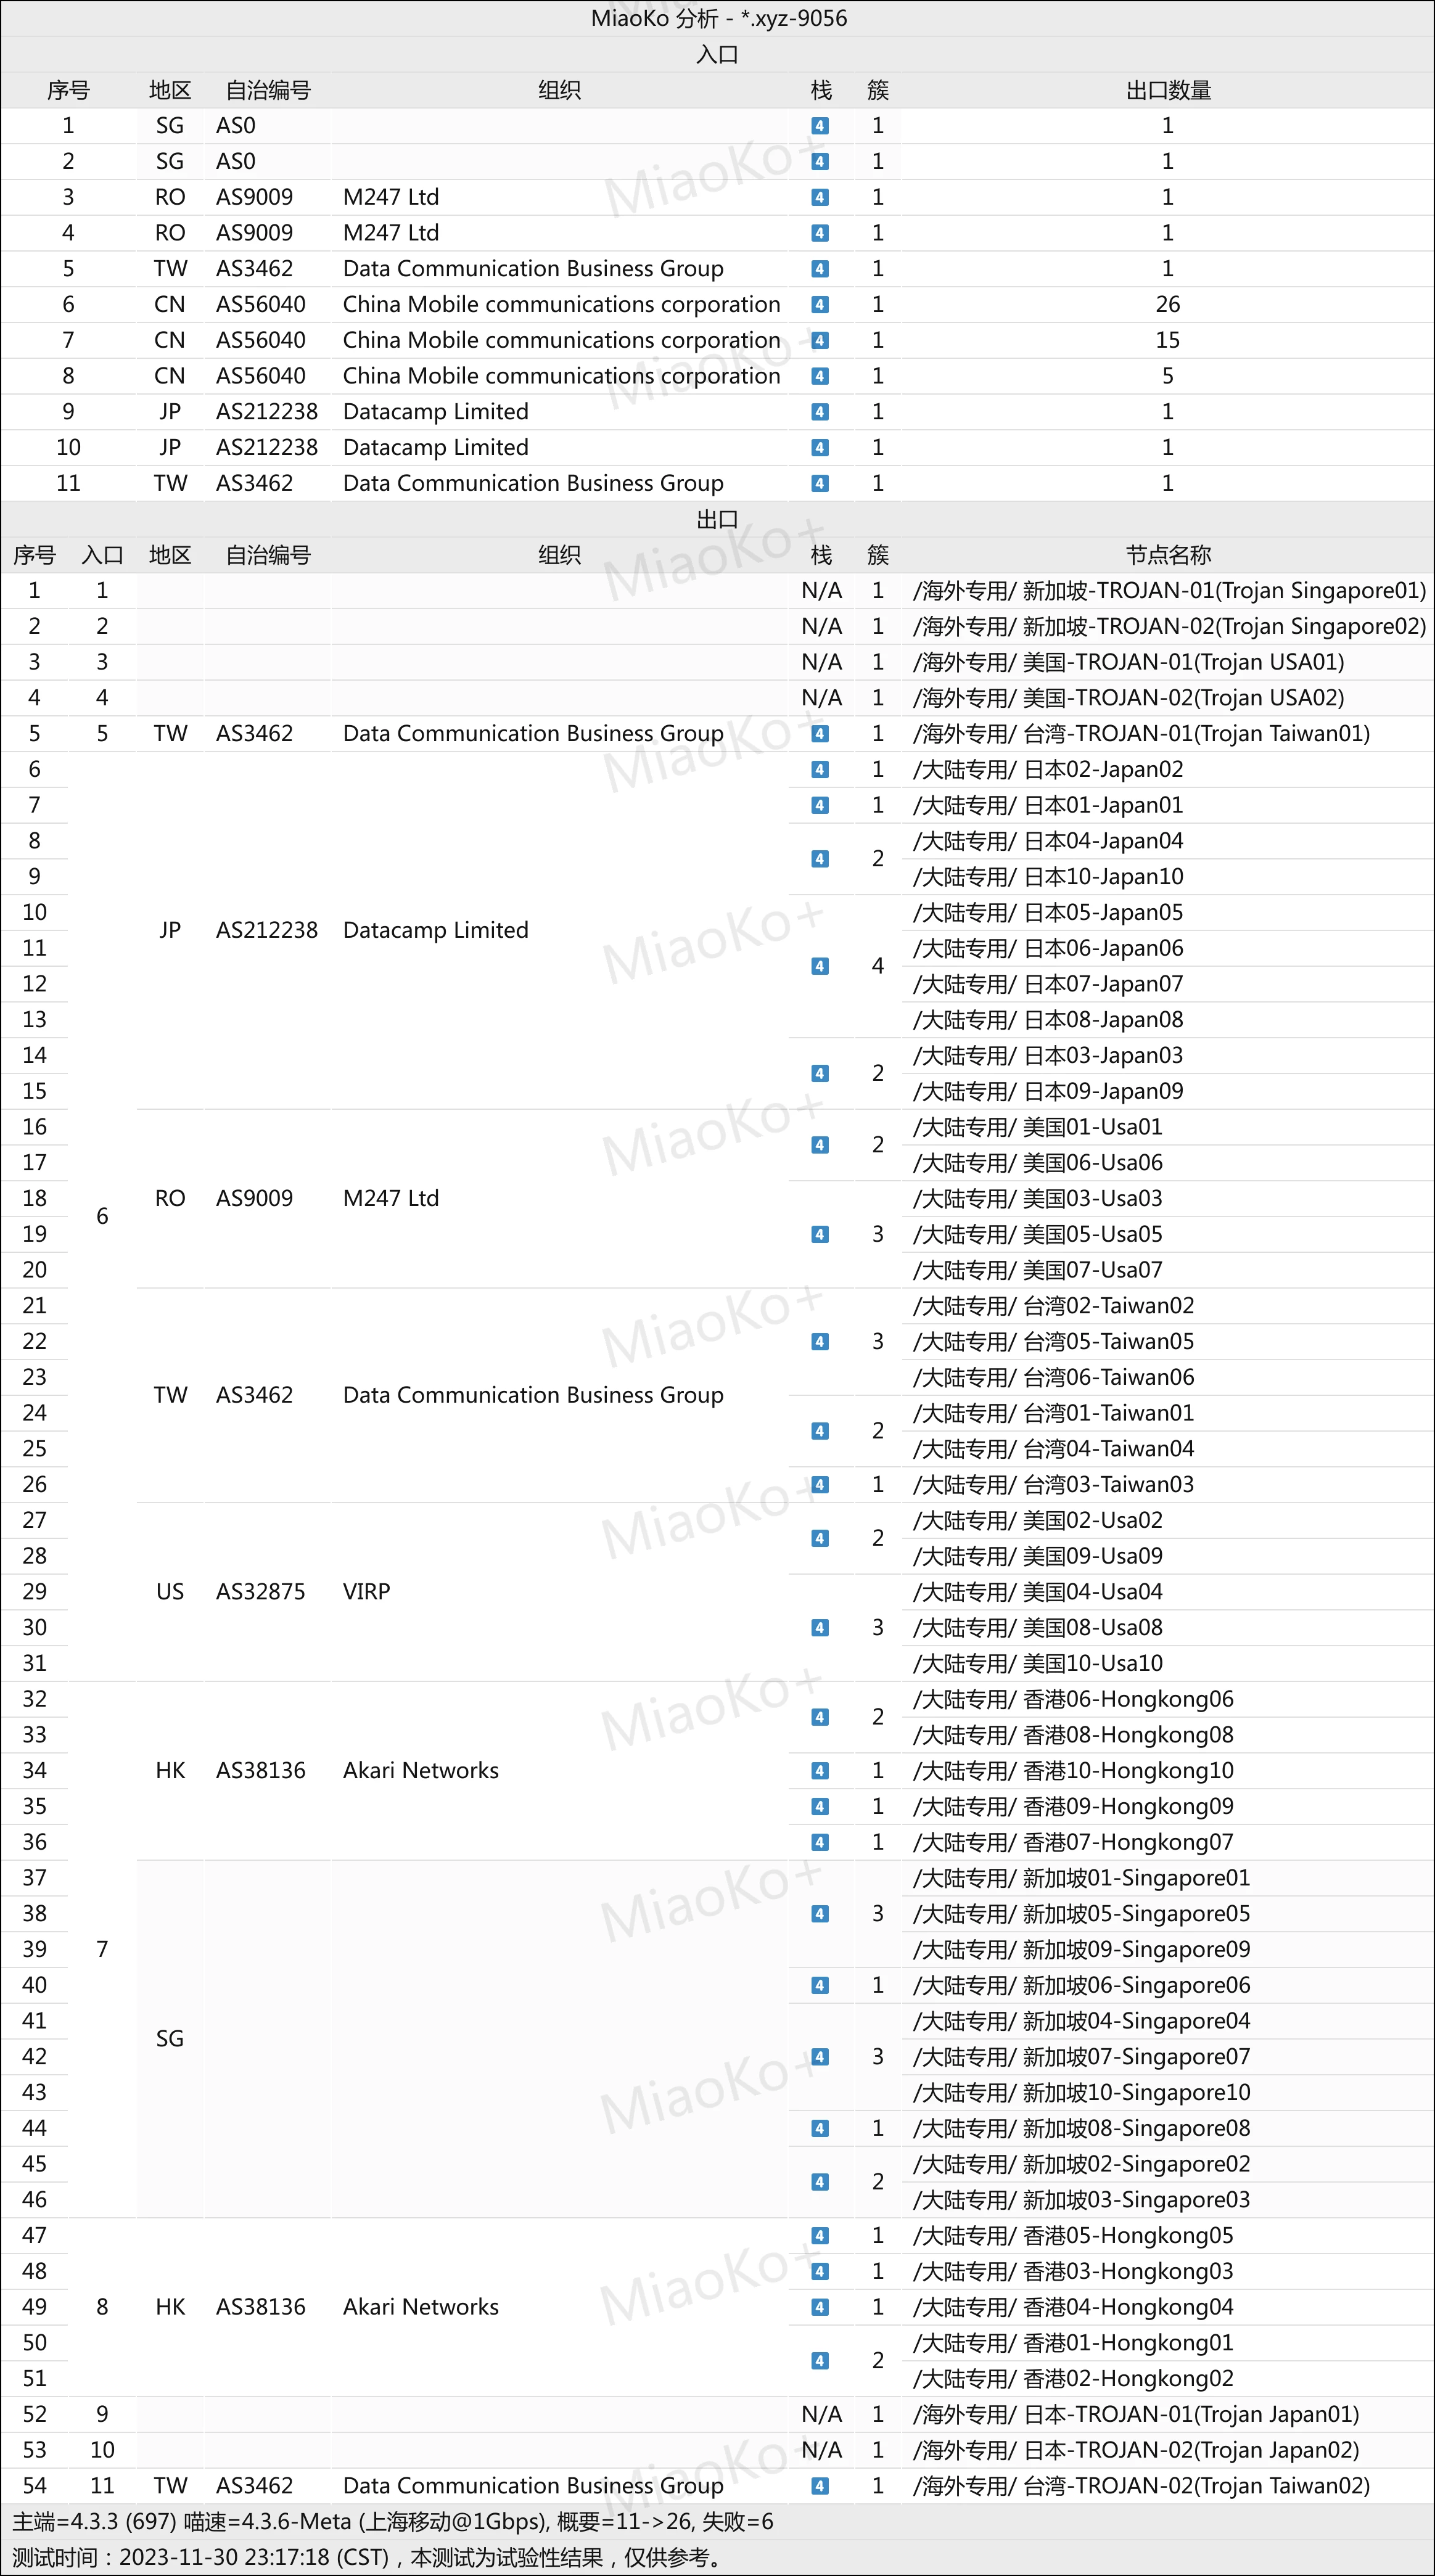 MiaoKo 分析 - *.xyz-9056
入口
序号 地区 自治编号 组织 栈 簇 出口数量
1 SG AS0 4 1 1
2 SG AS0 4 1 1
3 RO AS9009 M247 Ltd 4 1 1
4 RO AS9009 M247 Ltd 4 1 1
5 TW AS3462 Data Communication Business Group 4 1 1
6 CN AS56040 China Mobile communications corporation 4 1 26
7 CN AS56040 China Mobile communications corporation 4 1 15
8 CN AS56040 China Mobile communications corporation 4 1 5
9 JP AS212238 Datacamp Limited 4 1 1
10 JP AS212238 Datacamp Limited 4 1 1
11 TW AS3462 Data Communication Business Group 4 1 1
出口
序号 入口 地区 自治编号 组织 栈 簇 节点名称
1 1 N/A 1 /海外专用/ 新加坡-TROJAN-01(Trojan Singapore01)
2 2 N/A 1 /海外专用/ 新加坡-TROJAN-02(Trojan Singapore02)
3 3 N/A 1 /海外专用/ 美国-TROJAN-01(Trojan USA01)
4 4 N/A 1 /海外专用/ 美国-TROJAN-02(Trojan USA02)
5 5 TW AS3462 Data Communication Business Group 4 1 /海外专用/ 台湾-TROJAN-01(Trojan Taiwan01)
6 4 1 /大陆专用/ 日本02-Japan02
7 4 1 /大陆专用/ 日本01-Japan01
8 4 2 /大陆专用/ 日本04-Japan04
9 /大陆专用/ 日本10-Japan10
10 JP AS212238 Datacamp Limited /大陆专用/ 日本05-Japan05
11 4 4 /大陆专用/ 日本06-Japan06
12 /大陆专用/ 日本07-Japan07
13 /大陆专用/ 日本08-Japan08
14 4 2 /大陆专用/ 日本03-Japan03
15 /大陆专用/ 日本09-Japan09
16 4 2 /大陆专用/ 美国01-Usa01
17 /大陆专用/ 美国06-Usa06
18 6 RO AS9009 M247 Ltd /大陆专用/ 美国03-Usa03
19 4 3 /大陆专用/ 美国05-Usa05
20 /大陆专用/ 美国07-Usa07
21 /大陆专用/ 台湾02-Taiwan02
22 4 3 /大陆专用/ 台湾05-Taiwan05
23 TW AS3462 Data Communication Business Group /大陆专用/ 台湾06-Taiwan06
24 4 2 /大陆专用/ 台湾01-Taiwan01
25 /大陆专用/ 台湾04-Taiwan04
26 4 1 /大陆专用/ 台湾03-Taiwan03
27 4 2 /大陆专用/ 美国02-Usa02
28 /大陆专用/ 美国09-Usa09
29 US AS32875 VIRP /大陆专用/ 美国04-Usa04
30 4 3 /大陆专用/ 美国08-Usa08
31 /大陆专用/ 美国10-Usa10
32 4 2 /大陆专用/ 香港06-Hongkong06
33 /大陆专用/ 香港08-Hongkong08
34 HK AS38136 Akari Networks 4 1 /大陆专用/ 香港10-Hongkong10
35 4 1 /大陆专用/ 香港09-Hongkong09
36 4 1 /大陆专用/ 香港07-Hongkong07
37 /大陆专用/ 新加坡01-Singapore01
38 4 3 /大陆专用/ 新加坡05-Singapore05
39 7 /大陆专用/ 新加坡09-Singapore09
40 4 1 /大陆专用/ 新加坡06-Singapore06
41 SG /大陆专用/ 新加坡04-Singapore04
42 4 3 /大陆专用/ 新加坡07-Singapore07
43 /大陆专用/ 新加坡10-Singapore10
44 4 1 /大陆专用/ 新加坡08-Singapore08
45 4 2 /大陆专用/ 新加坡02-Singapore02
46 /大陆专用/ 新加坡03-Singapore03
47 4 1 /大陆专用/ 香港05-Hongkong05
48 4 1 /大陆专用/ 香港03-Hongkong03
49 8 HK AS38136 Akari Networks 4 1 /大陆专用/ 香港04-Hongkong04
50 4 2 /大陆专用/ 香港01-Hongkong01
51 /大陆专用/ 香港02-Hongkong02
52 9 N/A 1 /海外专用/ 日本-TROJAN-01(Trojan Japan01)
53 10 N/A 1 /海外专用/ 日本-TROJAN-02(Trojan Japan02)
54 11 TW AS3462 Data Communication Business Group 4 1 /海外专用/ 台湾-TROJAN-02(Trojan Taiwan02)
主端=4.3.3 (697) 喵速=4.3.6-Meta (上海移动@1Gbps), 概要=11->26, 失败=6
测试时间：2023-11-30 23:17:18 (CST)，本测试为试验性结果，仅供参考。